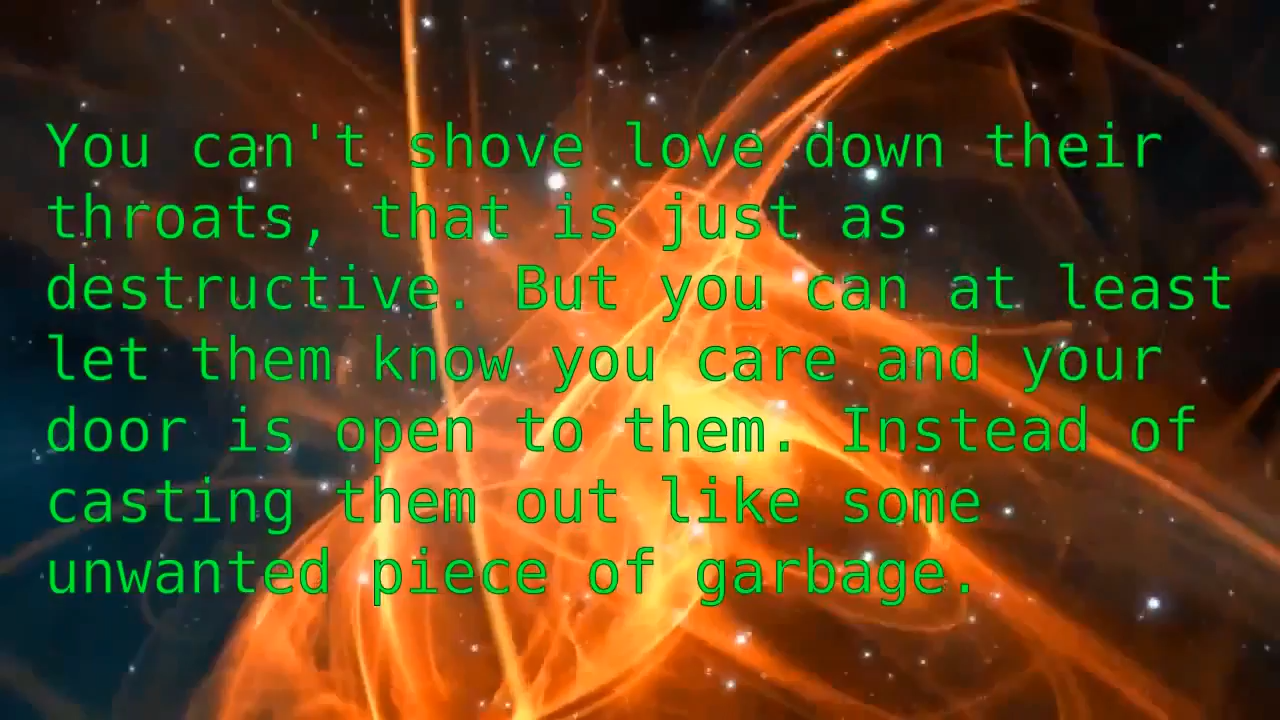 You can't shove love down their
throats, that is just as
destructive. But you can at least
let them know you care and your
door is open to them. Instead of
casting them out like some
unwanted piece of garbage.